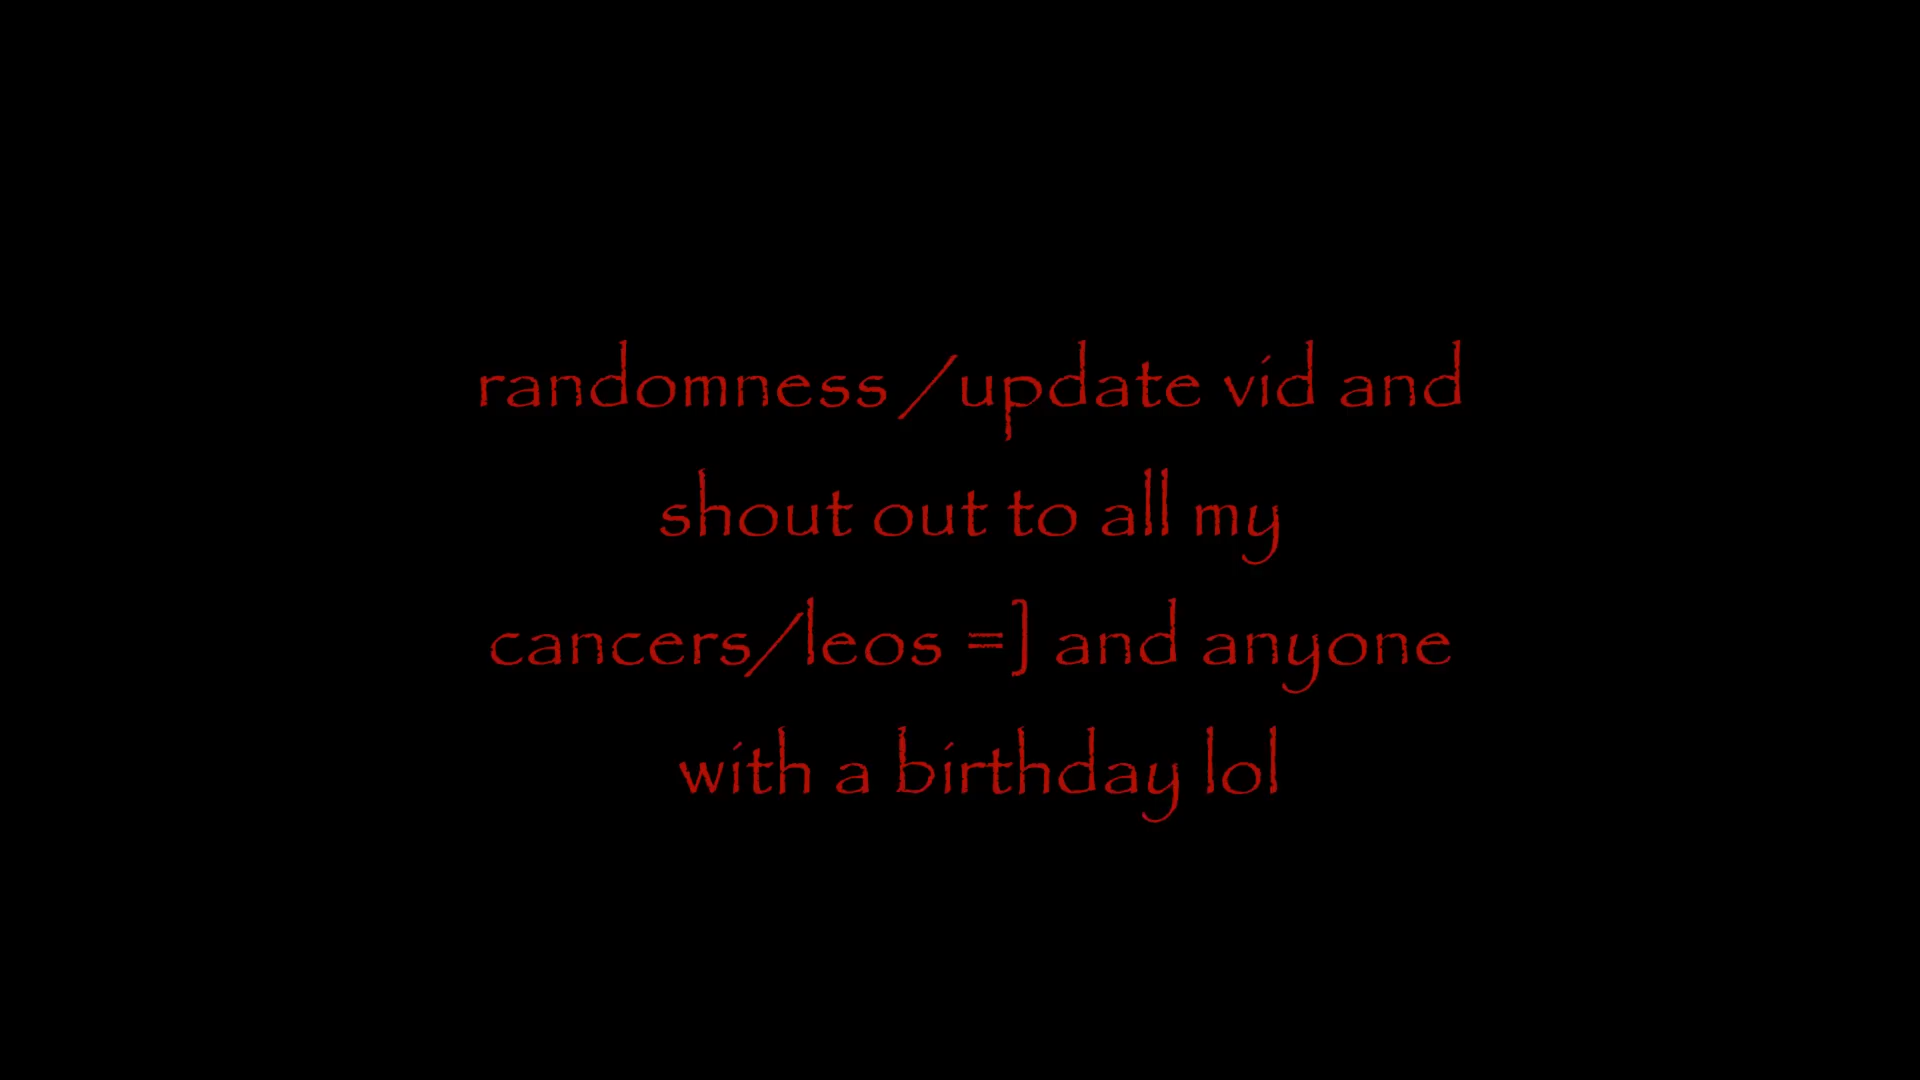 randomness /update vid and
shout out to all my
cancers/leos =] and anyone
with a birthday lol